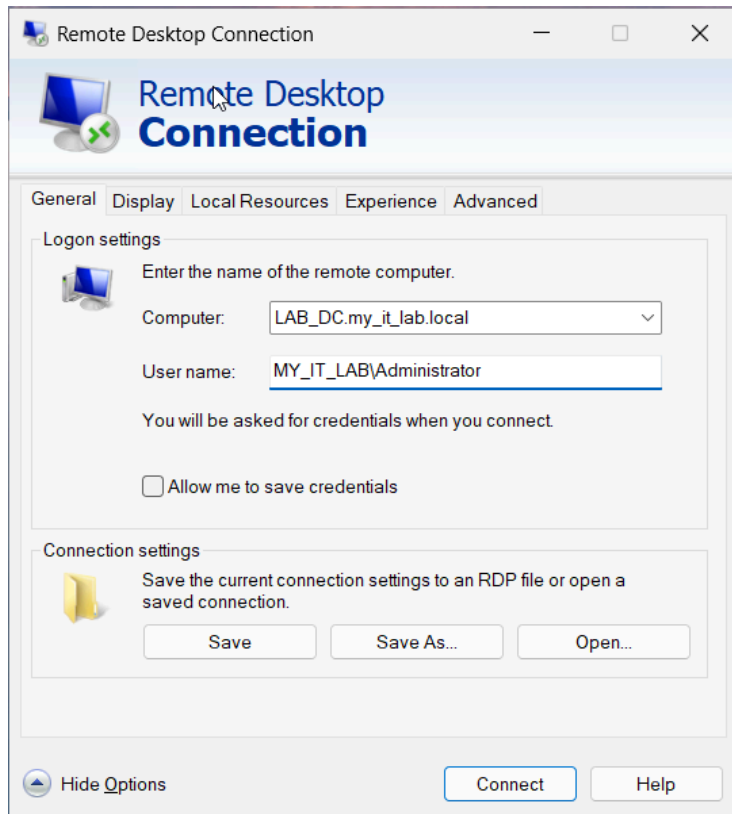 Remote Desktop Connection
Remote Desktop
Connection
General Display Local Resources Experience Advanced
Logon settings
Enter the name of the remote computer.
Computer: LAB_DC.my_it_lab.local
User name: MY_IT_LAB\Administrator
You will be asked for credentials when you connect.
Allow me to save credentials
Connection settings
Save the current connection settings to an RDP file or open a
saved connection.
Save Save As... Open...
Hide Options Connect Help